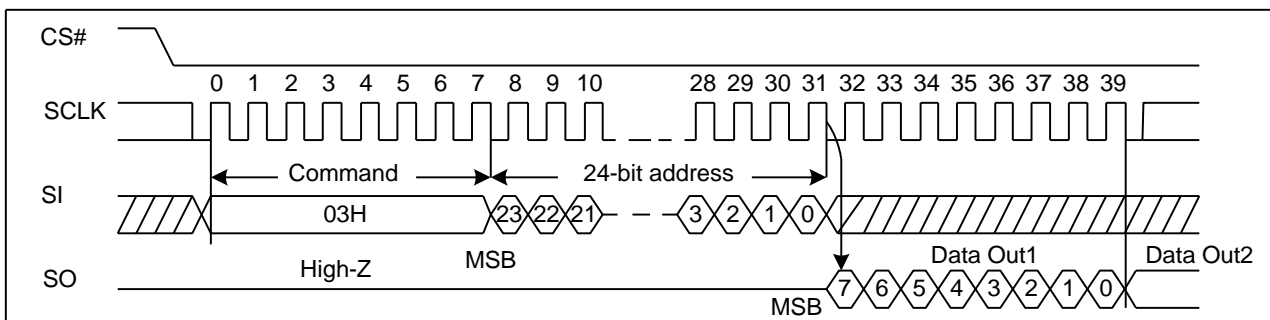 CS#
0 1 2 3 4 5 6 7 8 9 10 28 29 30 31 32 33 34 35 36 37 38 39
SCLK
Command 24-bit address
SI
03H 23 22 21 3 2 1 0
High-Z MSB Data Out1 Data Out2
SO
MSB 7 6 5 4 3 2 1 0